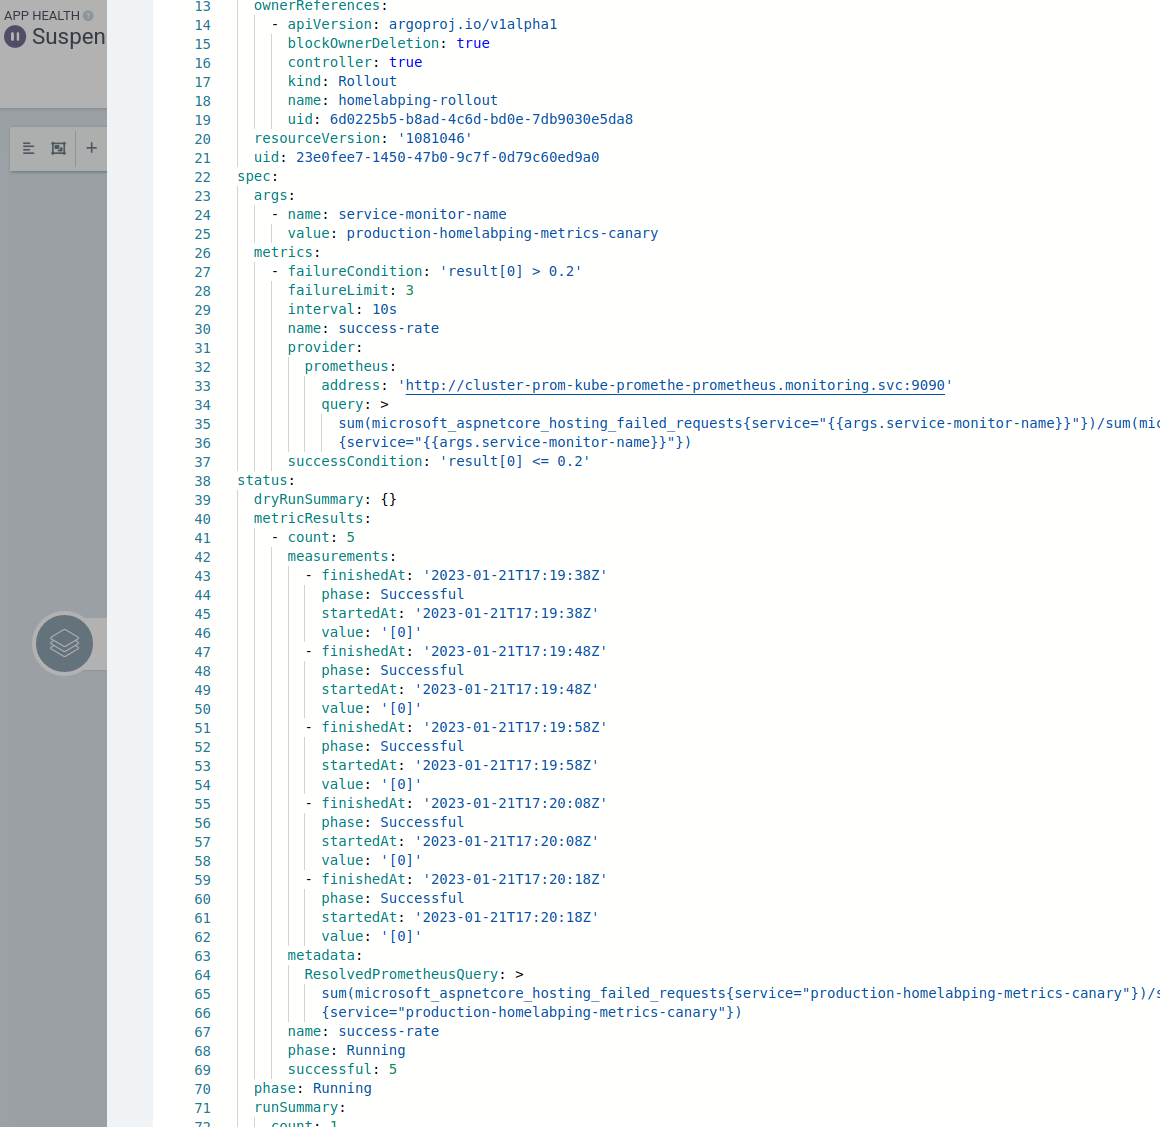 APP HEALTH
Suspen
13 ownerReferences:
14 - apiVersion: argoproj.io/v1alpha1
15 blockOwnerDeletion: true
16 controller: true
17 kind: Rollout
18 name: homelabping-rollout
19 uid: 6d0225b5-b8ad-4c6d-bd0e-7db9030e5da8
20 resourceVersion: '1081046'
21 uid: 23e0fee7-1450-47b0-9c7f-0d79c60ed9a0
22 spec:
23 args:
24 - name: service-monitor-name
25 value: production-homelabping-metrics-canary
26 metrics:
27 - failureCondition: 'result[0] > 0.2'
28 failureLimit: 3
29 interval: 10s
30 name: success-rate
31 provider:
32 prometheus:
33 address: 'http://cluster-prom-kube-promethe-prometheus.monitoring.svc:9090'
34 query: >
35 sum(microsoft_aspnetcore_hosting_failed_requests{service="{{args.service-monitor-name}}"})/sum(mic
36 {service="{{args.service-monitor-name}}"})
37 successCondition: 'result[0] <= 0.2'
38 status:
39 dryRunSummary: {}
40 metricResults:
41 - count: 5
42 measurements:
43 - finishedAt: '2023-01-21T17:19:38Z'
44 phase: Successful
45 startedAt: '2023-01-21T17:19:38Z'
46 value: '[0]'
47 - finishedAt: '2023-01-21T17:19:48Z'
48 phase: Successful
49 startedAt: '2023-01-21T17:19:48Z'
50 value: '[0]'
51 - finishedAt: '2023-01-21T17:19:58Z'
52 phase: Successful
53 startedAt: '2023-01-21T17:19:58Z'
54 value: '[0]'
55 - finishedAt: '2023-01-21T17:20:08Z'
56 phase: Successful
57 startedAt: '2023-01-21T17:20:08Z'
58 value: '[0]'
59 - finishedAt: '2023-01-21T17:20:18Z'
60 phase: Successful
61 startedAt: '2023-01-21T17:20:18Z'
62 value: '[0]'
63 metadata:
64 ResolvedPrometheusQuery: >
65 sum(microsoft_aspnetcore_hosting_failed_requests{service="production-homelabping-metrics-canary"})/s
66 {service="production-homelabping-metrics-canary"})
67 name: success-rate
68 phase: Running
69 successful: 5
70 phase: Running
71 runSummary:
72 count: 1